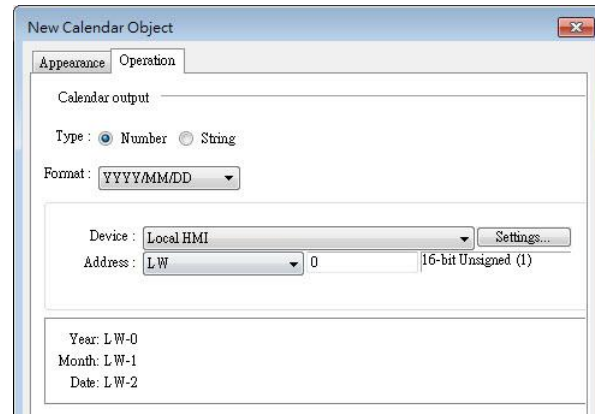 New Calendar Object
Appearance Operation
Calendar output
Type : Number String
Format : YYYY/MM/DD
Device : Local HMI Settings...
Address : LW 0 16-bit Unsigned (1)
Year: LW-0
Month: LW-1
Date: LW-2